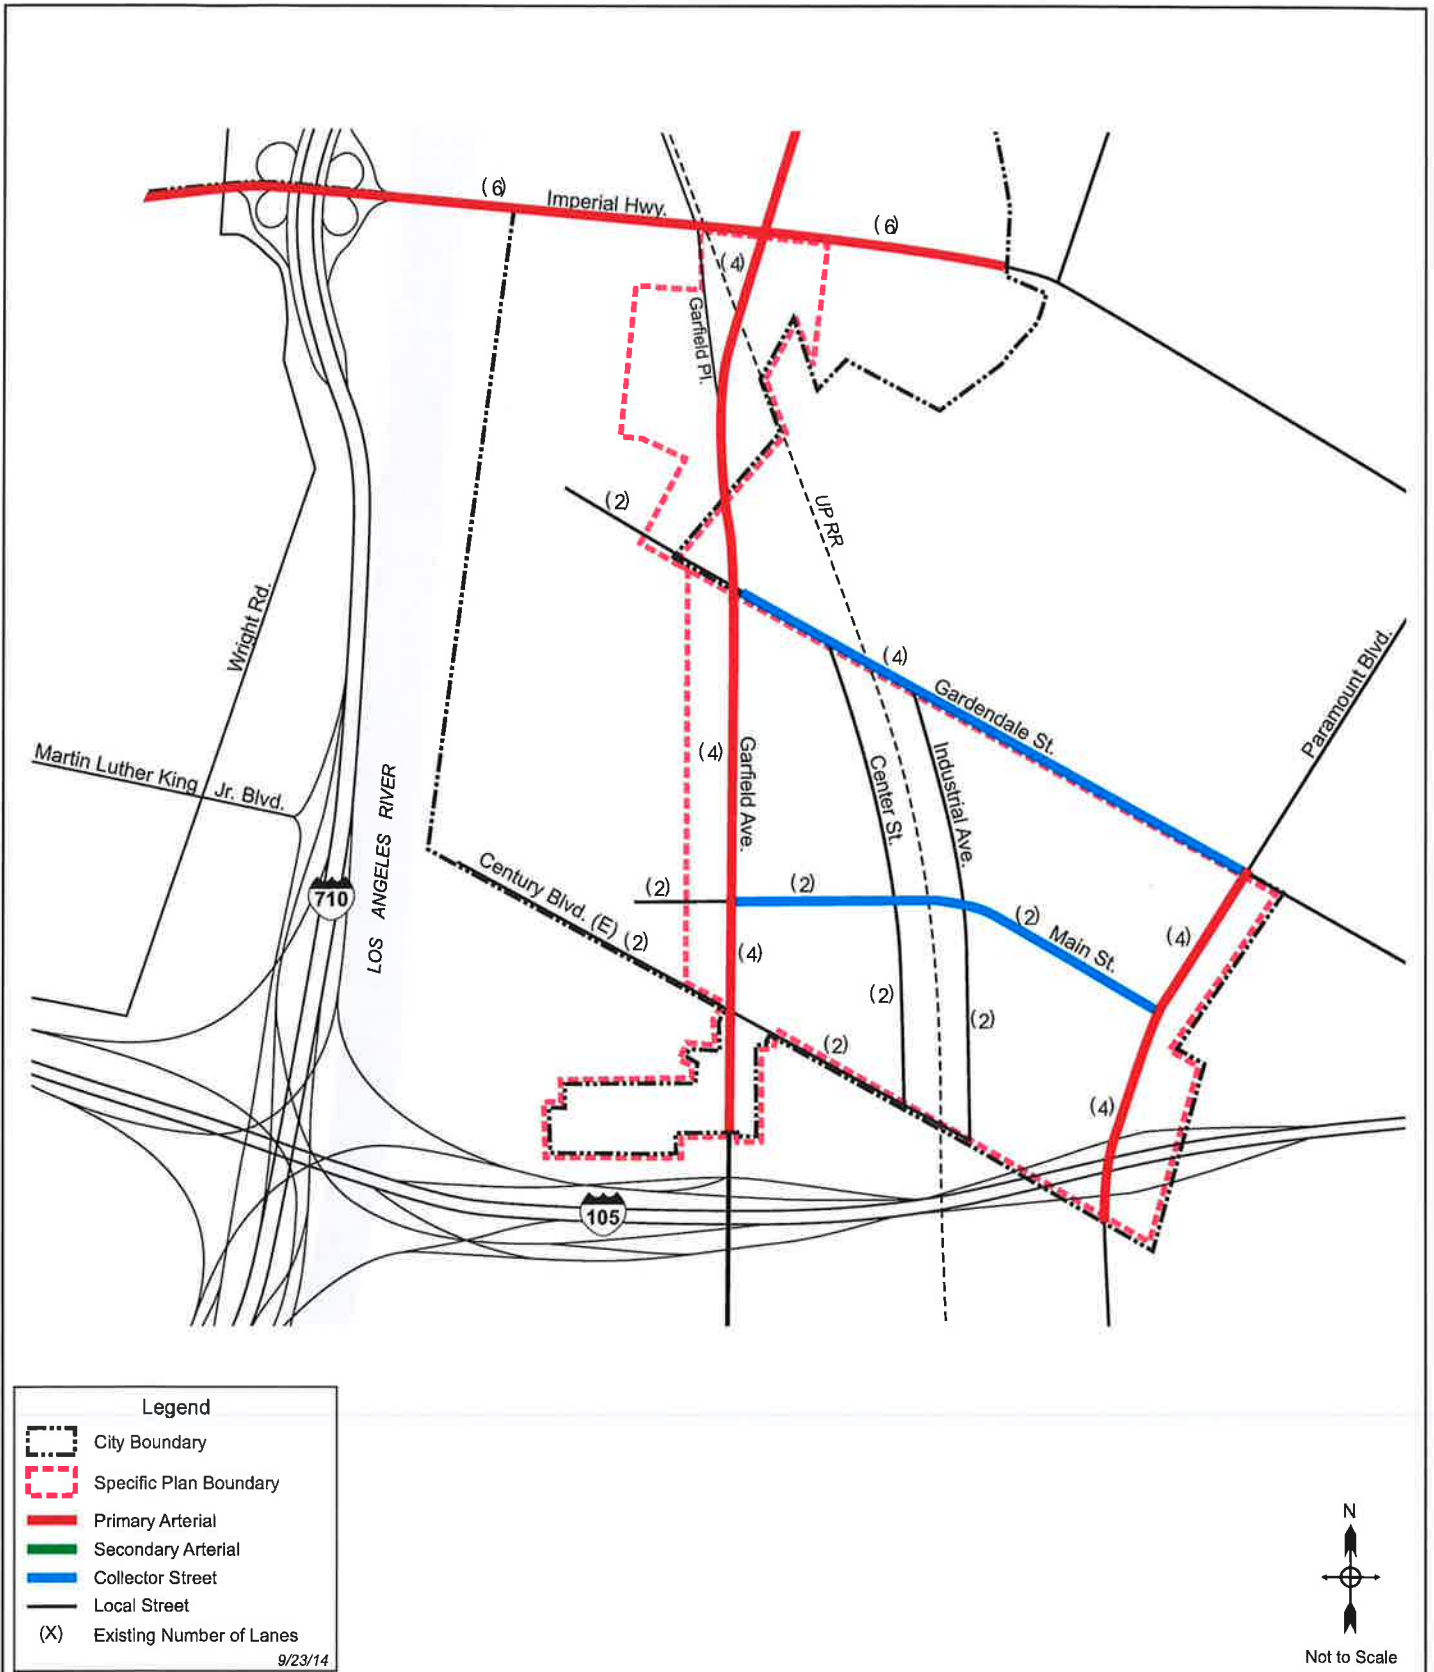 (6)
Imperial Hwy.
(6)
(4)
Garfield Pl.
(2)
UP RR
Wright Rd.
(4)
Gardendale St.
Paramount Blvd.
Martin Luther King Jr. Blvd.
(4)
Garfield Ave.
Center St.
Industrial Ave.
LOS ANGELES RIVER
710
Century Blvd. (E) (2)
(2)
(2)
(2)
Main St.
(4)
(4)
(2)
(2)
(2)
(4)
105
Legend
City Boundary
Specific Plan Boundary
Primary Arterial
Secondary Arterial
Collector Street
Local Street
(X) Existing Number of Lanes
9/23/14
N
Not to Scale